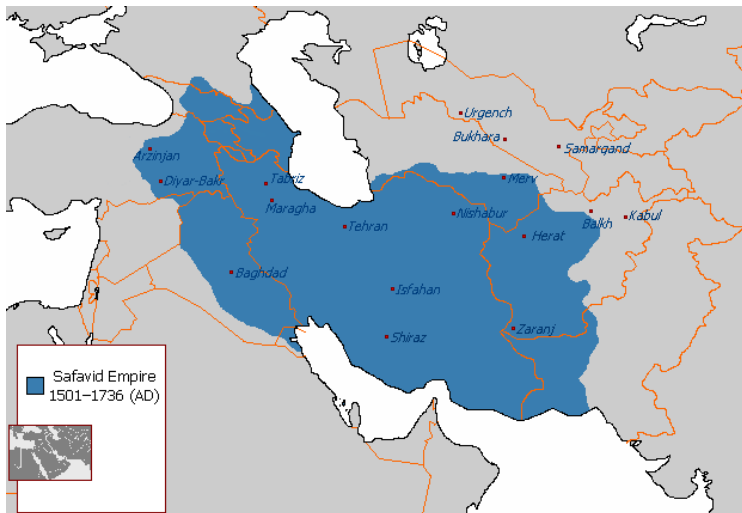 Urgench
Bukhara
Samarqand
Arzinjan
Diyar-Bakr
Tabriz
Merv
Maragha
Nishabur
Balkh
Kabul
Tehran
Herat
Baghdad
Isfahan
Zaranj
Shiraz
Safavid Empire
1501–1736 (AD)